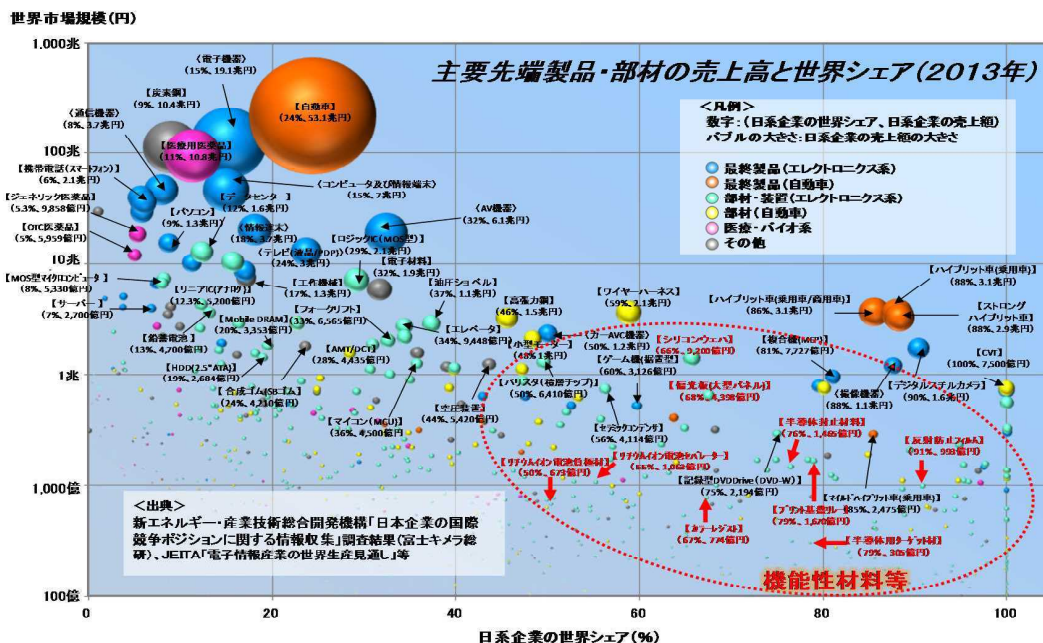 世界市場規模(円)
1,000兆
100兆
10兆
1兆
1,000億
100億
主要先端製品・部材の売上高と世界シェア(2013年)
<凡例>
数字:(日系企業の世界シェア、日系企業の売上額)
バブルの大きさ:日系企業の売上額の大きさ
最終製品(エレクトロニクス系)
最終製品(自動車)
部材・装置(エレクトロニクス系)
部材(自動車)
医療・バイオ系
その他
〈電子機器〉
(15%、19.1兆円)
【炭素鋼】
(9%、10.4兆円)
〈通信機器〉
(8%、3.7兆円)
【自動車】
(24%、53.1兆円)
【医療用医薬品】
(11%、10.8兆円)
【携帯電話(スマートフォン)】
(6%、2.1兆円)
【ジェネリック医薬品】
(5.3%、9,858億円)
【OTC医薬品】
(5%、5,959億円)
【パソコン】
(9%、1.3兆円)
【データセンタ】
(12%、1.6兆円)
〈コンピュータ及び情報端末〉
(15%、7兆円)
〈情報端末〉
(18%、3.7兆円)
〈AV機器〉
(32%、6.1兆円)
【テレビ(液晶/PDP)】
(24%、3兆円)
【ロジックIC(MOS型)】
(29%、2.1兆円)
【電子材料】
(32%、1.9兆円)
【MOS型マイクロコンピュータ】
(8%、5,330億円)
【サーバー】
(7%、2,700億円)
【リニアIC(アナログ)】
(12.3%、5,200億円)
【工作機械】
(17%、1.3兆円)
【油圧ショベル】
(37%、1.1兆円)
【フォークリフト】
(33%、6,565億円)
【Mobile DRAM】
(20%、3,353億円)
【エレベータ】
(34%、9,448億円)
【鉛蓄電池】
(13%、4,700億円)
【AMT/DCT】
(28%、4,435億円)
【HDD(2.5"ATA)】
(19%、2,684億円)
【合成ゴム(SBゴム)】
(24%、4,210億円)
【マイコン(MCU)】
(36%、4,500億円)
【空圧装置】
(44%、5,420億円)
【高張力鋼】
(46%、1.5兆円)
【ワイヤーハーネス】
(59%、2.1兆円)
【小型モーター】
(48%1兆円)
〈カーAVC機器〉
(50%、1.2兆円)
【バリスタ(積層チップ)】
(50%、6,410億円)
【ゲーム機(据置型)】
(60%、3,126億円)
【セラミックコンデンサ】
(56%、4,114億円)
【シリコンウェハ】
(66%、9,200億円)
【偏光板(大型パネル)】
(68%、4,398億円)
【ハイブリット車(乗用車/商用車)】
(86%、3.1兆円)
【ハイブリット車(乗用車)】
(88%、3.1兆円)
【ストロング
ハイブリット車】
(88%、2.9兆円)
【複合機(MFP)】
(81%、7,727億円)
【CVT】
(100%、7,500億円)
〈撮像機器〉
(88%、1.1兆円)
【デジタルスチルカメラ】
(90%、1.6兆円)
【半導体封止材料】
(76%、1,465億円)
【反射防止フィルム】
(91%、993億円)
【リチウムイオン電池負極材】
(50%、673億円)
【リチウムイオン電池セパレーター】
【記録型DVDDrive(DVD-W)】
(75%、2,194億円)
【マイルドハイブリット車(乗用車)】
(85%、2,475億円)
【カラーレジスト】
(67%、774億円)
【プリント基板リレー】
(79%、1,670億円)
【半導体用ターゲット材】
(79%、305億円)
機能性材料等
<出典>
新エネルギー・産業技術総合開発機構「日本企業の国際
競争ポジションに関する情報収集」調査結果(富士キメラ総
研)、JEITA「電子情報産業の世界生産見通し」等
0
20
40
60
80
100
日系企業の世界シェア(%)